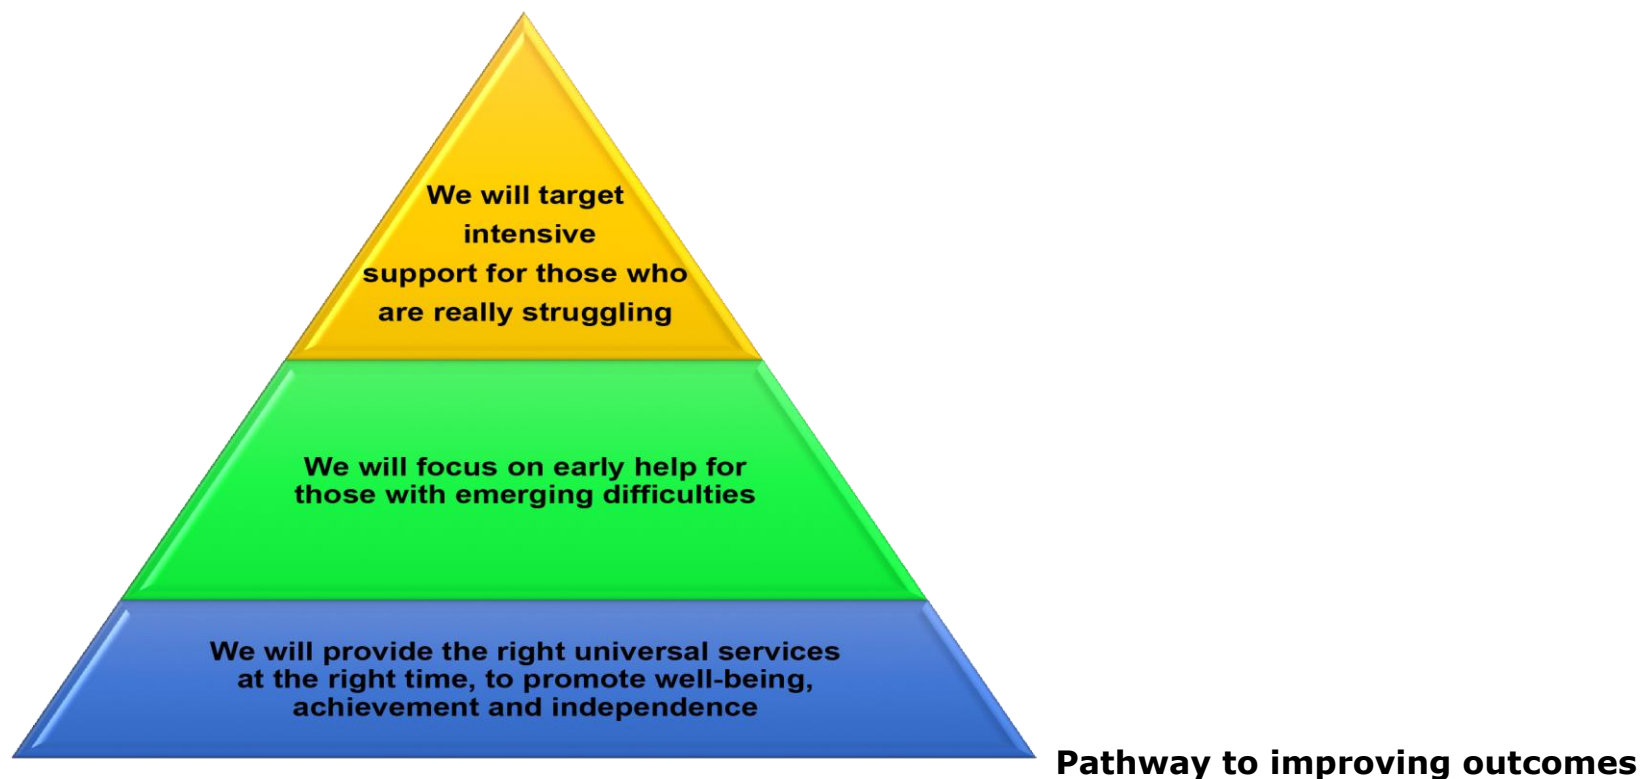 We will target
intensive
support for those who
are really struggling
We will focus on early help for
those with emerging difficulties
We will provide the right universal services
at the right time, to promote well-being,
achievement and independence
Pathway to improving outcomes